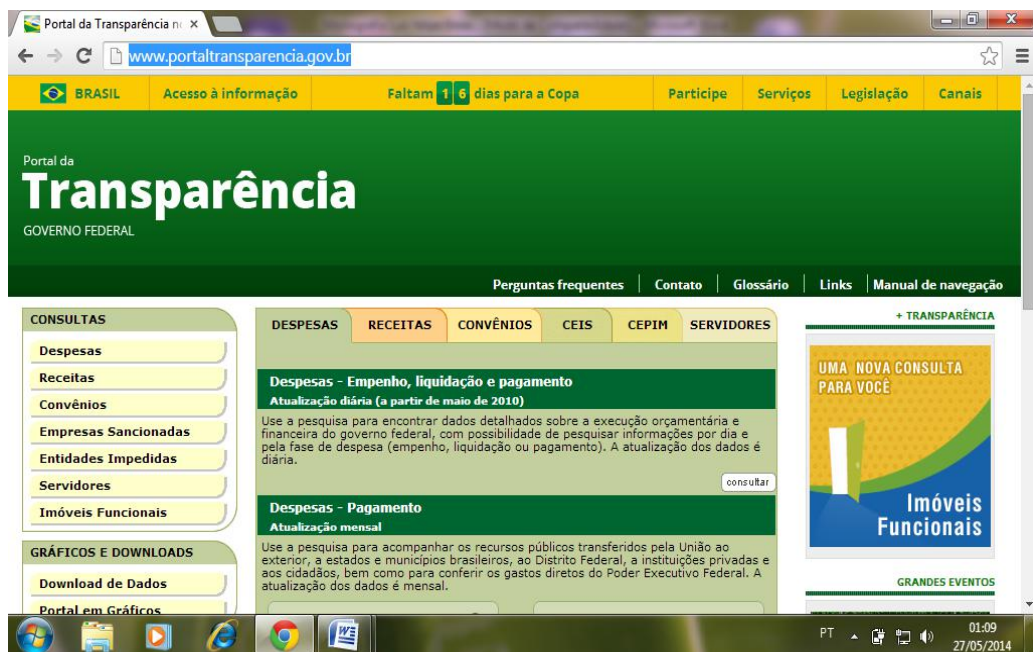 Portal da Transparência no
www.portaltransparencia.gov.br
BRASIL Acesso à informação Faltam 16 dias para a Copa Participe Serviços Legislação Canais
Portal da
Transparência
GOVERNO FEDERAL
Perguntas frequentes Contato Glossário Links Manual de navegação
CONSULTAS
Despesas
Receitas
Convênios
Empresas Sancionadas
Entidades Impedidas
Servidores
Imóveis Funcionais
GRÁFICOS E DOWNLOADS
Download de Dados
Portal em Gráficos
DESPESAS RECEITAS CONVÊNIOS CEIS CEPIM SERVIDORES
Despesas - Empenho, liquidação e pagamento
Atualização diária (a partir de maio de 2010)
Use a pesquisa para encontrar dados detalhados sobre a execução orçamentária e
financeira do governo federal, com possibilidade de pesquisar informações por dia e
pela fase de despesa (empenho, liquidação ou pagamento). A atualização dos dados é
diária.
consultar
Despesas - Pagamento
Atualização mensal
Use a pesquisa para acompanhar os recursos públicos transferidos pela União ao
exterior, a estados e municípios brasileiros, ao Distrito Federal, a instituições privadas e
aos cidadãos, bem como para conferir os gastos diretos do Poder Executivo Federal. A
atualização dos dados é mensal.
+ TRANSPARÊNCIA
UMA NOVA CONSULTA
PARA VOCÊ
Imóveis
Funcionais
GRANDES EVENTOS
PT
01:09
27/05/2014